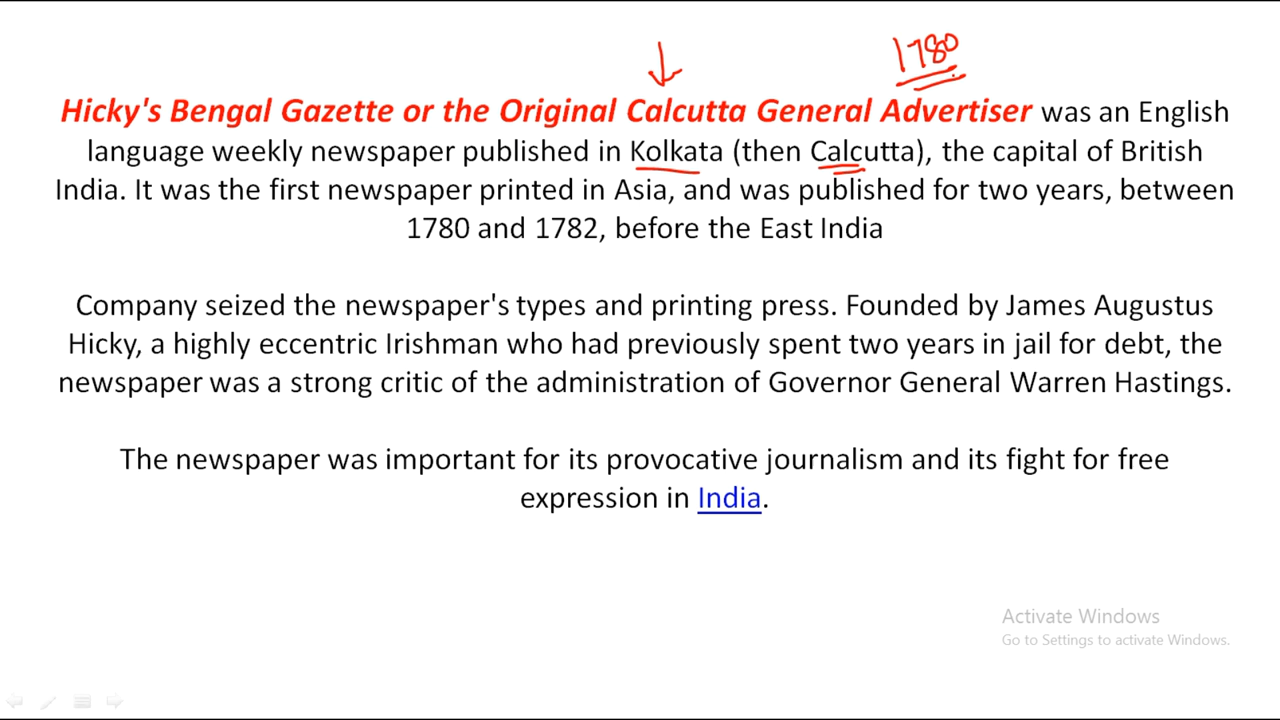 1780
Hicky's Bengal Gazette or the Original Calcutta General Advertiser was an English
language weekly newspaper published in Kolkata (then Calcutta), the capital of British
India. It was the first newspaper printed in Asia, and was published for two years, between
1780 and 1782, before the East India
Company seized the newspaper's types and printing press. Founded by James Augustus
Hicky, a highly eccentric Irishman who had previously spent two years in jail for debt, the
newspaper was a strong critic of the administration of Governor General Warren Hastings.
The newspaper was important for its provocative journalism and its fight for free
expression in India.
Activate Windows
Go to Settings to activate Windows.